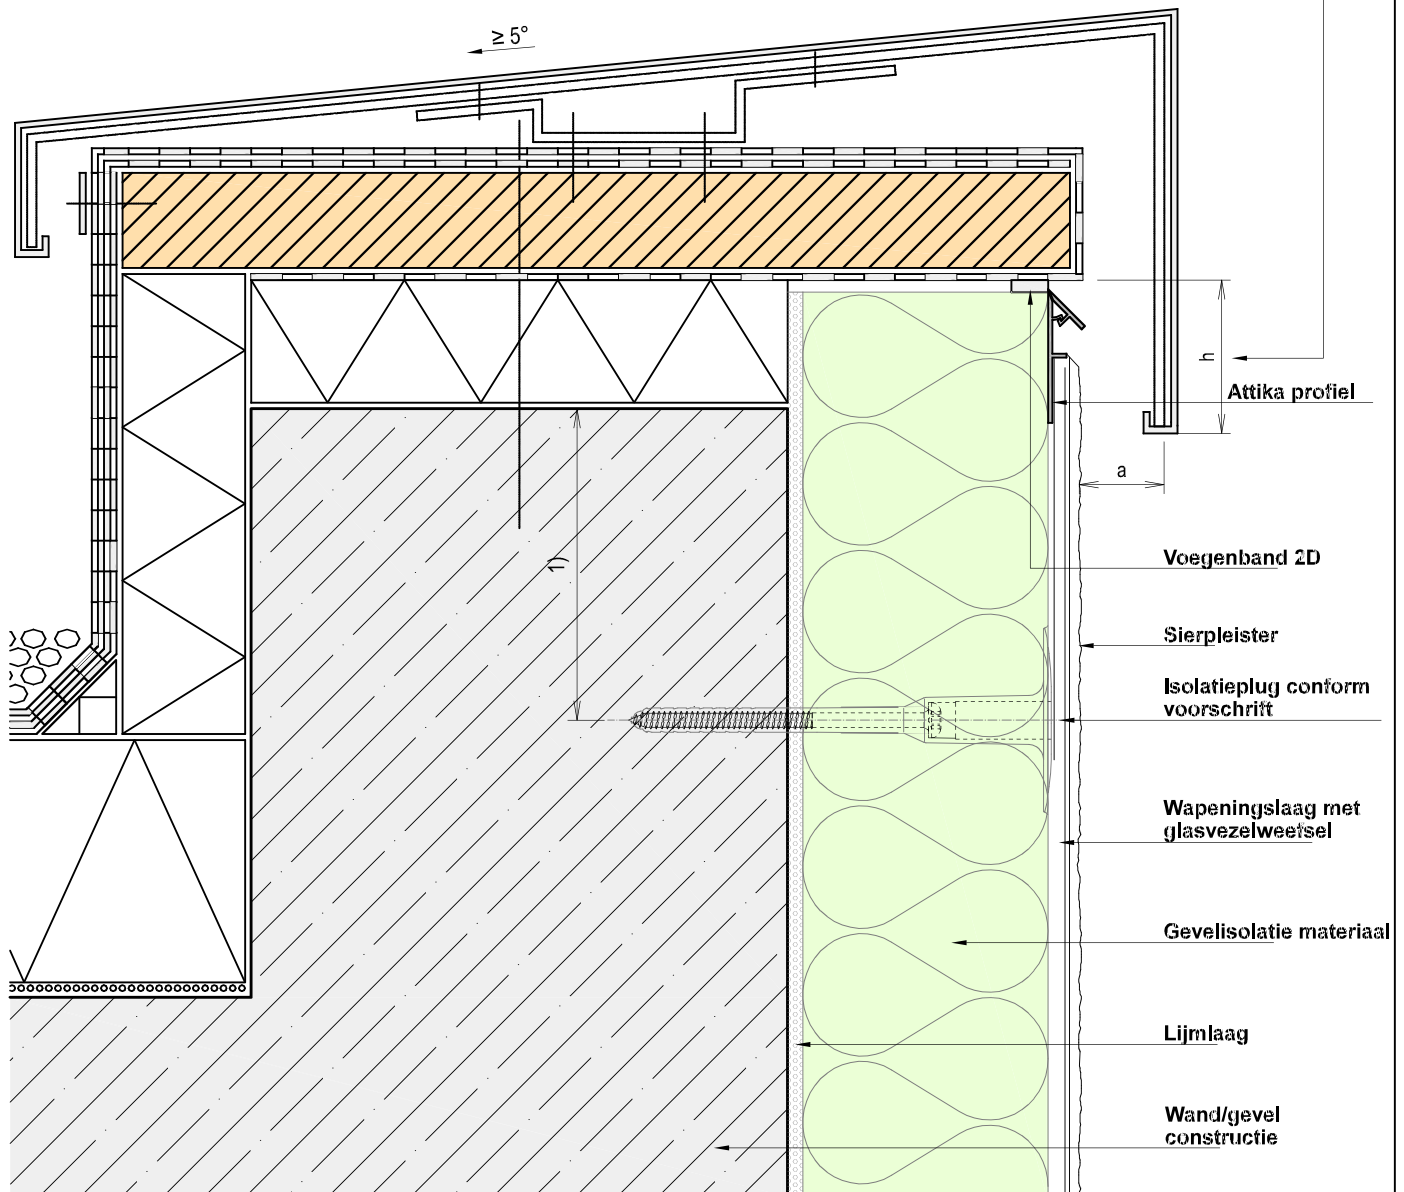 ≥ 5°
h
Attika profiel
a
1)
Voegenband 2D
Sierpleister
Isolatieplug conform
voorschrift
Wapeningslaag met
glasvezelweefsel
Gevelisolatie materiaal
Lijmlaag
Wand/gevel
constructie